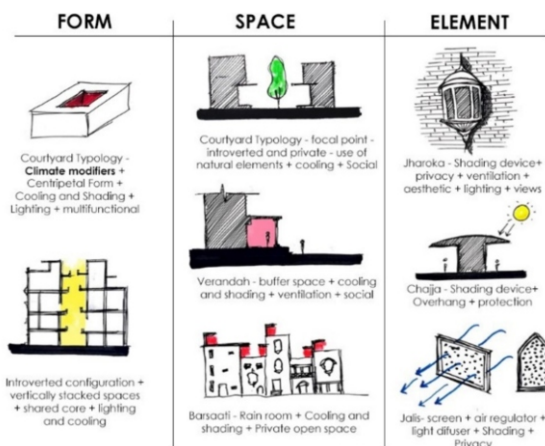 FORM
Courtyard Typology -
Climate modifiers +
Centripetal Form +
Cooling and Shading +
Lighting + multifunctional
Introverted configuration +
vertically stacked spaces
+ shared core + lighting
and cooling
SPACE
Courtyard Typology - focal point -
introverted and private - use of
natural elements + cooling + Social
Verandah - buffer space + cooling
and shading + ventilation + social
Barsaati - Rain room + Cooling and
shading + Private open space
ELEMENT
Jharoka - Shading device+
privacy + ventilation +
aesthetic + lighting + views
Chajja - Shading device+
Overhang + protection
Jalis- screen + air regulator +
light difuser + Shading +
Privacy